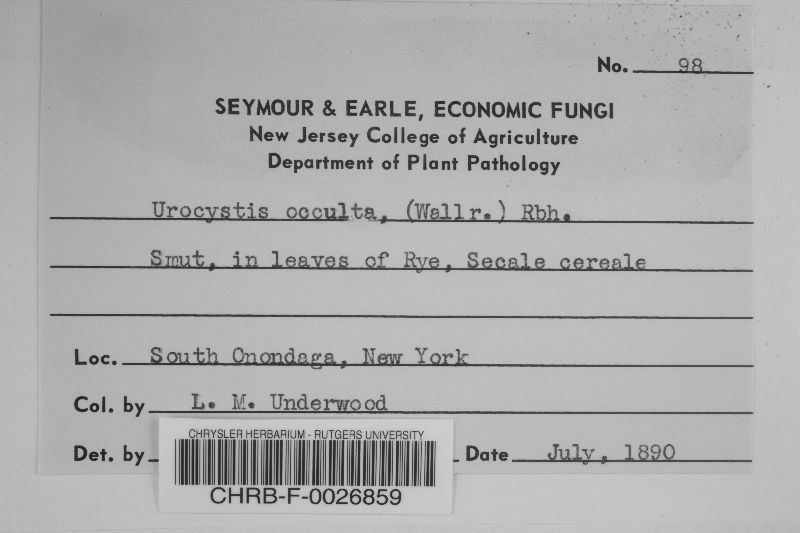 No. 98
SEYMOUR & EARLE, ECONOMIC FUNGI
New Jersey College of Agriculture
Department of Plant Pathology
Urocystis occulta, (Wallr.) Rbh.
Smut, in leaves of Rye, Secale cereale
Loc. South Onondaga, New York
Col. by L. M. Underwood
Det. by Date July, 1890
CHRYSLER HERBARIUM - RUTGERS UNIVERSITY
CHRB-F-0026859